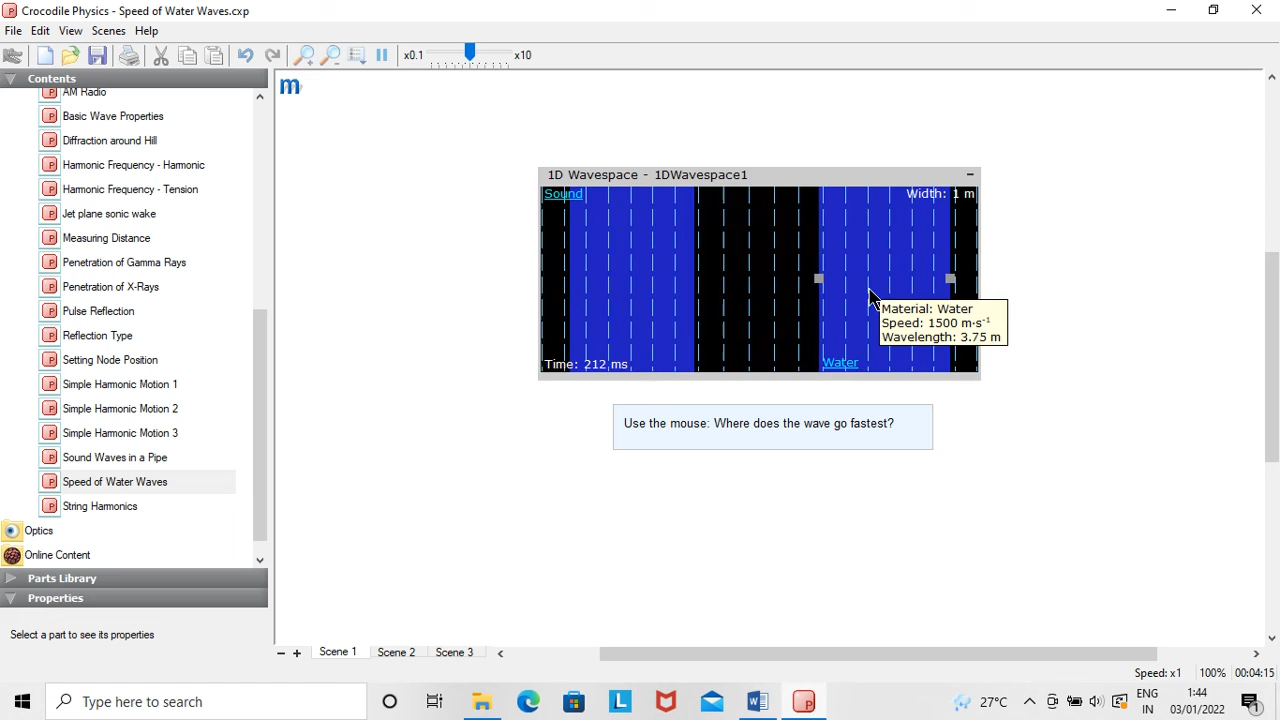 Crocodile Physics - Speed of Water Waves.cxp
File Edit View Scenes Help
x0.1 x10
Contents
AM Radio
Basic Wave Properties
Diffraction around Hill
Harmonic Frequency - Harmonic
Harmonic Frequency - Tension
Jet plane sonic wake
Measuring Distance
Penetration of Gamma Rays
Penetration of X-Rays
Pulse Reflection
Reflection Type
Setting Node Position
Simple Harmonic Motion 1
Simple Harmonic Motion 2
Simple Harmonic Motion 3
Sound Waves in a Pipe
Speed of Water Waves
String Harmonics
Optics
Online Content
Parts Library
Properties
Select a part to see its properties
m
1D Wavespace - 1DWavespace1
Sound Width: 1 m
Material: Water
Speed: 1500 m·s⁻¹
Wavelength: 3.75 m
Time: 212 ms Water
Use the mouse: Where does the wave go fastest?
Scene 1 Scene 2 Scene 3
Speed: x1 100% 00:04:15
Type here to search
27°C
ENG
IN
1:44
03/01/2022